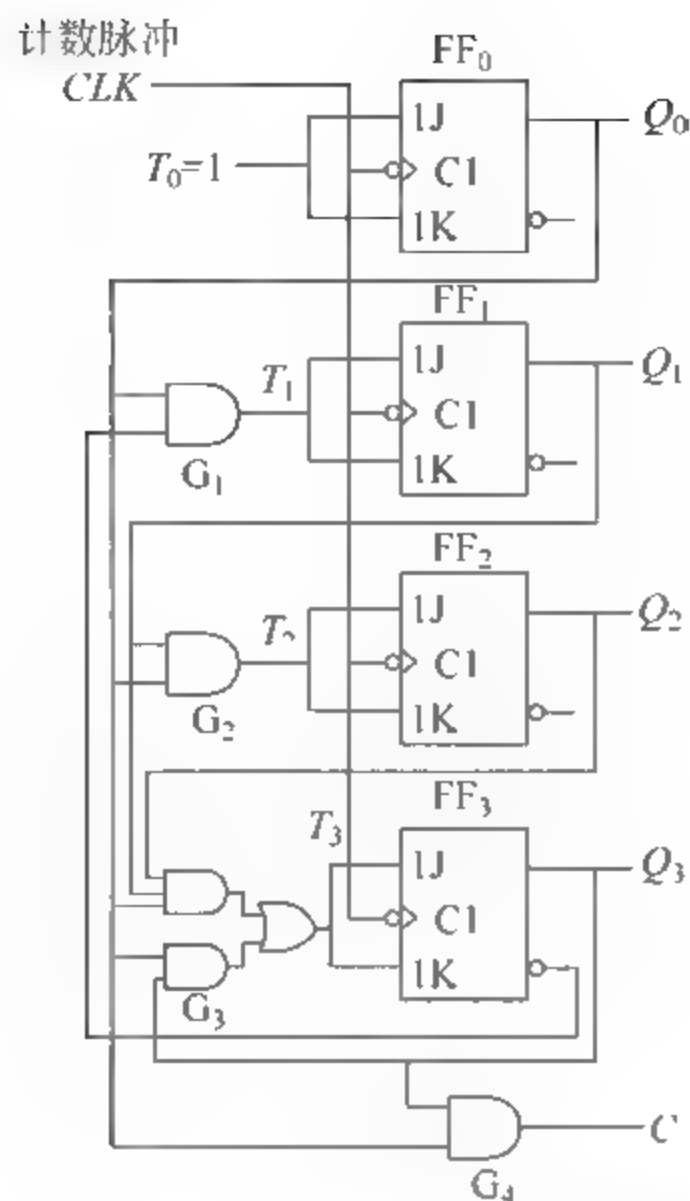 计数脉冲
CLK
FF₀
1J
Q₀
T₀=1
C1
1K
FF₁
1J
Q₁
T₁
C1
G₁
1K
FF₂
1J
Q₂
T₂
C1
G₂
1K
FF₃
T₃
1J
Q₃
C1
1K
G₃
C
G₄